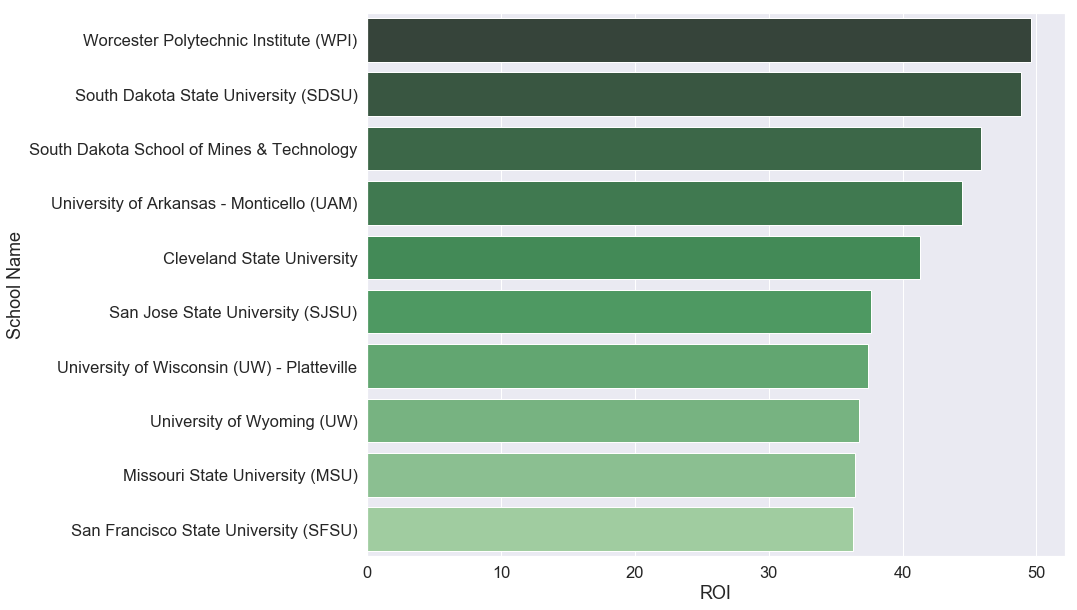 School Name
Worcester Polytechnic Institute (WPI)
South Dakota State University (SDSU)
South Dakota School of Mines & Technology
University of Arkansas - Monticello (UAM)
Cleveland State University
San Jose State University (SJSU)
University of Wisconsin (UW) - Platteville
University of Wyoming (UW)
Missouri State University (MSU)
San Francisco State University (SFSU)
0 10 20 30 40 50
ROI